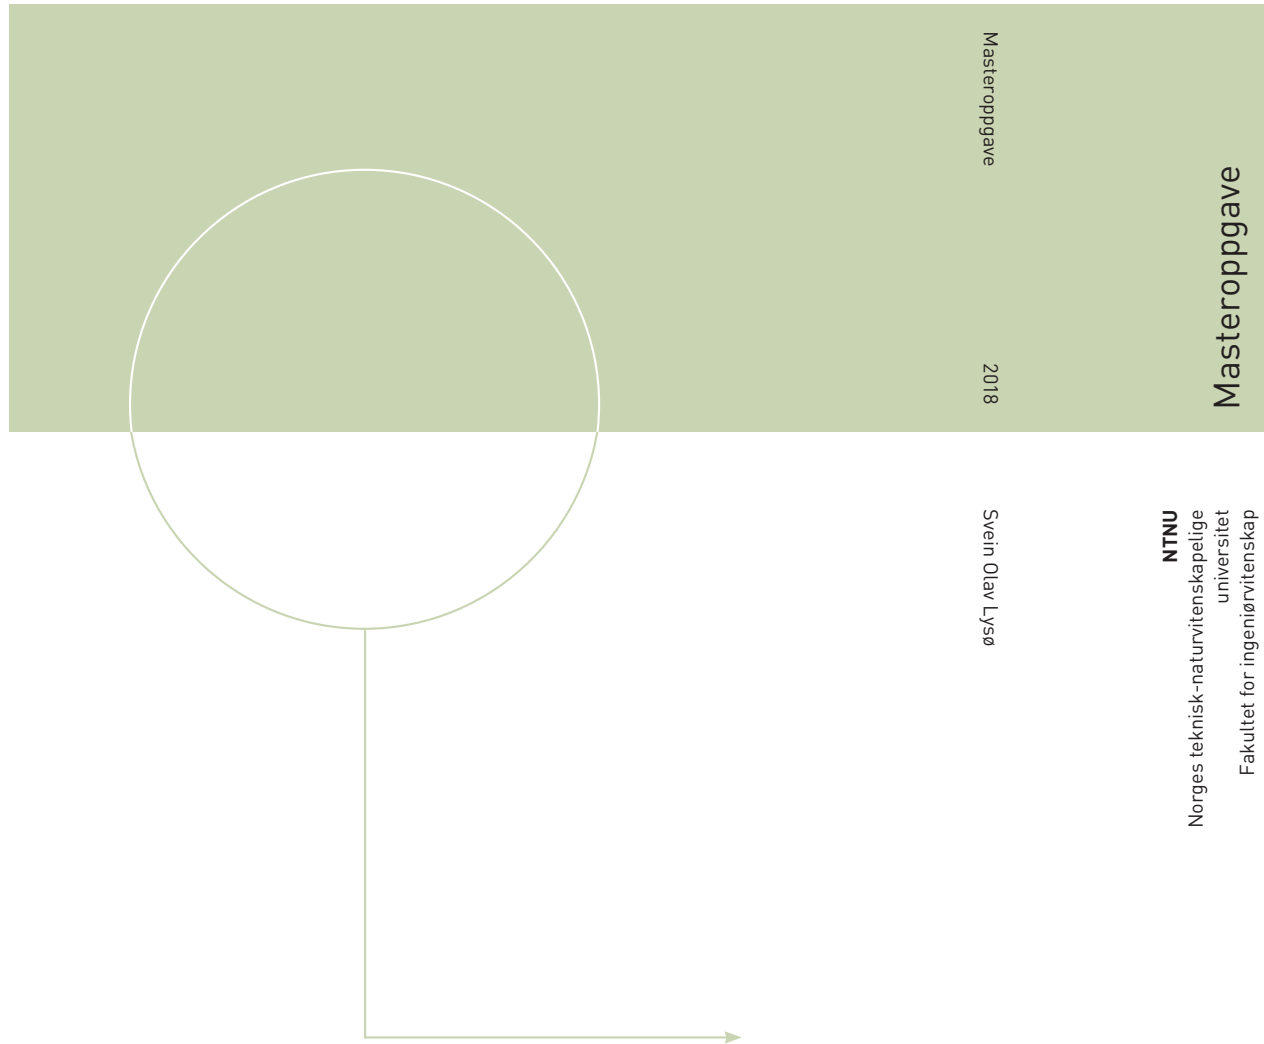 Masteroppgave
2018
Svein Olav Lysø
Masteroppgave
NTNU
Norges teknisk-naturvitenskapelige
universitet
Fakultet for ingeniørvitenskap